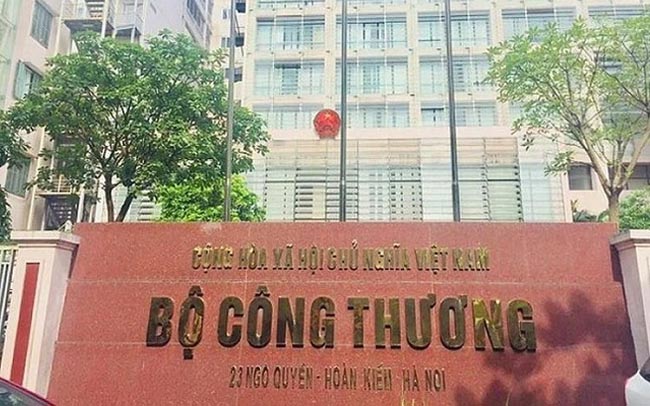 CỘNG HÒA XÃ HỘI CHỦ NGHĨA VIỆT NAM
BỘ CÔNG THƯƠNG
23 NGÔ QUYỀN - HOÀN KIẾM - HÀ NỘI